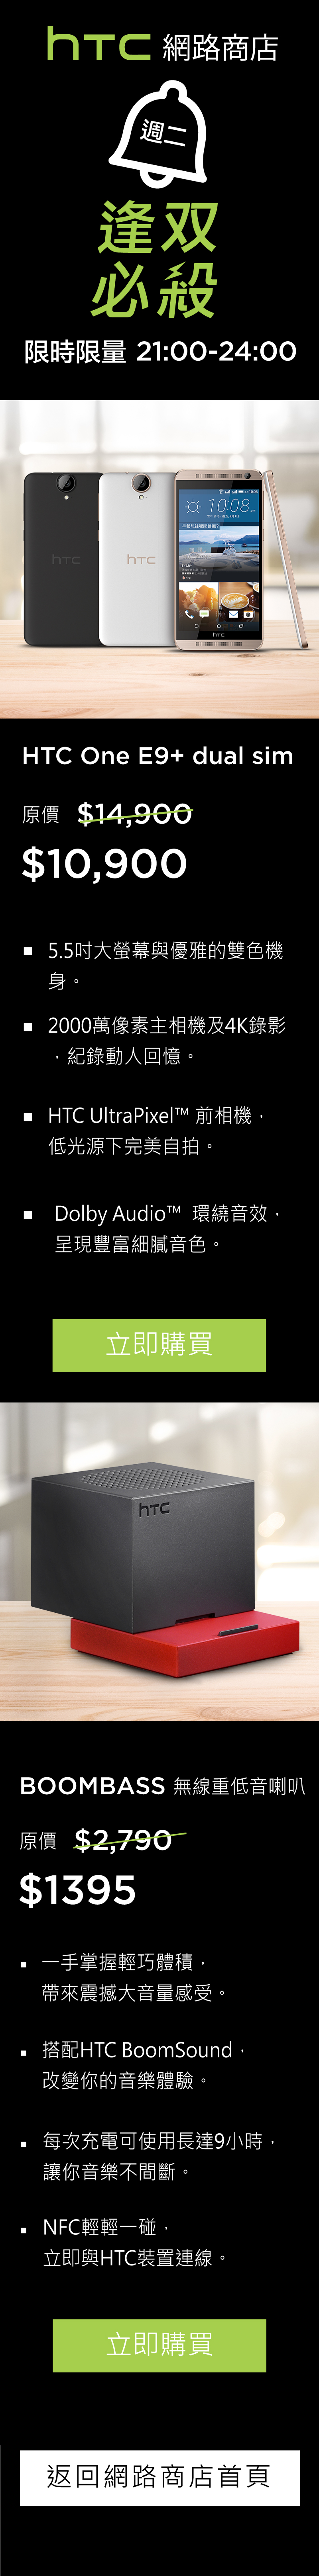 hTC 網路商店
週二
逢双
必殺
限時限量 21:00-24:00
hTC
hTC
10:08
hTC
HTC One E9+ dual sim
原價 $14,900
$10,900
■ 5.5吋大螢幕與優雅的雙色機
身。
■ 2000萬像素主相機及4K錄影
，紀錄動人回憶。
■ HTC UltraPixel™ 前相機，
低光源下完美自拍。
■ Dolby Audio™ 環繞音效，
呈現豐富細膩音色。
立即購買
hTC
BOOMBASS 無線重低音喇叭
原價 $2,790
$1395
■ 一手掌握輕巧體積，
帶來震撼大音量感受。
■ 搭配HTC BoomSound，
改變你的音樂體驗。
■ 每次充電可使用長達9小時，
讓你音樂不間斷。
■ NFC輕輕一碰，
立即與HTC裝置連線。
立即購買
返回網路商店首頁